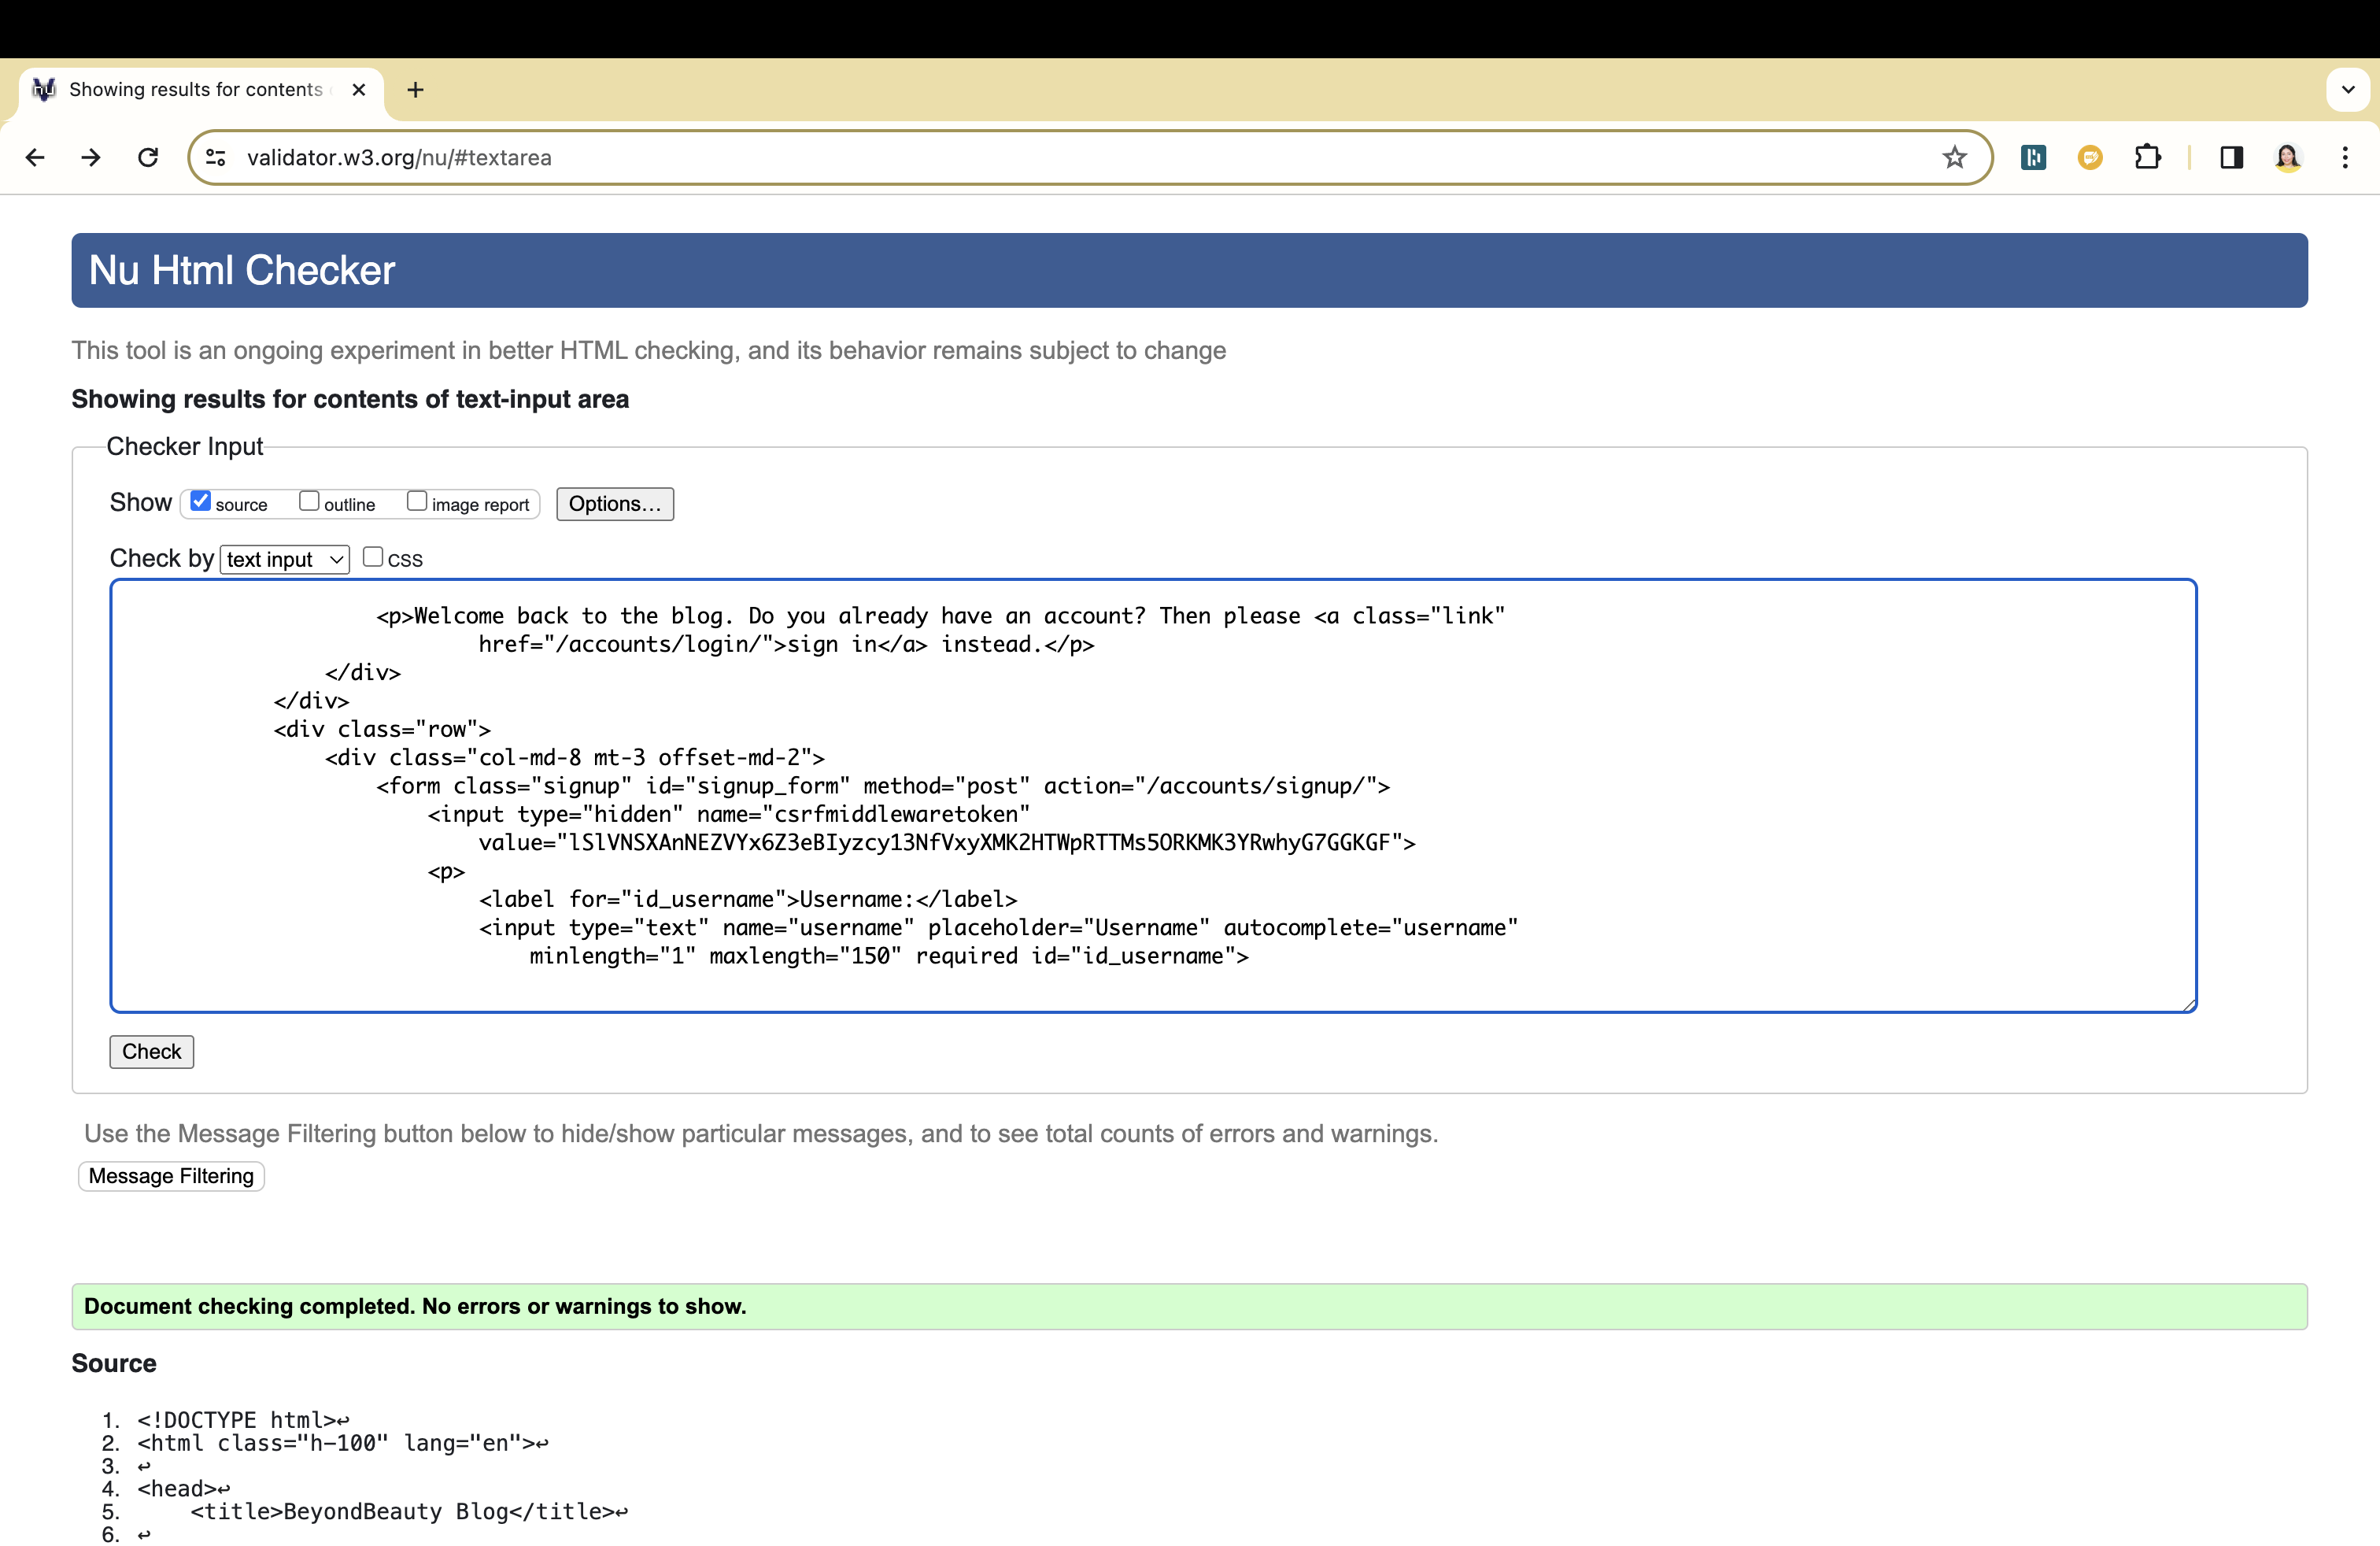 Showing results for contents
validator.w3.org/nu/#textarea
Nu Html Checker
This tool is an ongoing experiment in better HTML checking, and its behavior remains subject to change
Showing results for contents of text-input area
Checker Input
Show source outline image report Options...
Check by text input css
<p>Welcome back to the blog. Do you already have an account? Then please <a class="link"
href="/accounts/login/">sign in</a> instead.</p>
</div>
</div>
<div class="row">
<div class="col-md-8 mt-3 offset-md-2">
<form class="signup" id="signup_form" method="post" action="/accounts/signup/">
<input type="hidden" name="csrfmiddlewaretoken"
value="lSlVNSXAnNEZVYx6Z3eBIyzcy13NfVxyXMK2HTWpRTTMs5ORKMK3YRwhyG7GGKGF">
<p>
<label for="id_username">Username:</label>
<input type="text" name="username" placeholder="Username" autocomplete="username"
minlength="1" maxlength="150" required id="id_username">
Check
Use the Message Filtering button below to hide/show particular messages, and to see total counts of errors and warnings.
Message Filtering
Document checking completed. No errors or warnings to show.
Source
1. <!DOCTYPE html>↩
2. <html class="h-100" lang="en">↩
3. ↩
4. <head>↩
5. <title>BeyondBeauty Blog</title>↩
6. ↩